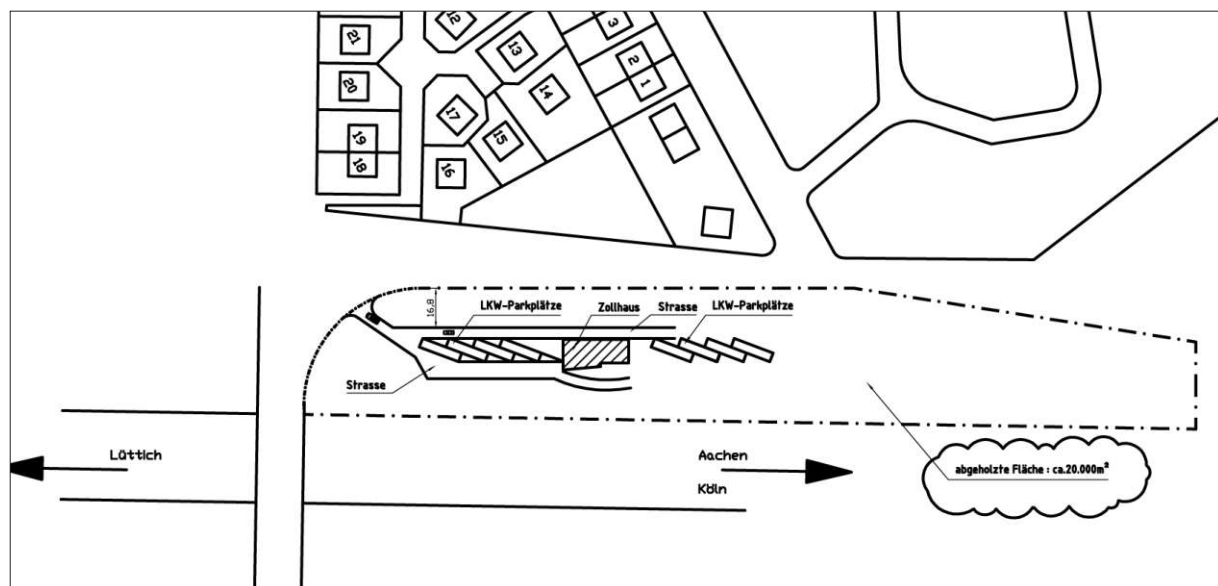 21
20
19
18
12
13
14
17
15
16
3
2
1
16,8
LKW-Parkplätze
Zollhaus
Strasse
LKW-Parkplätze
Strasse
Lüttich
Aachen
Köln
abgeholzte Fläche : ca.20.000m²